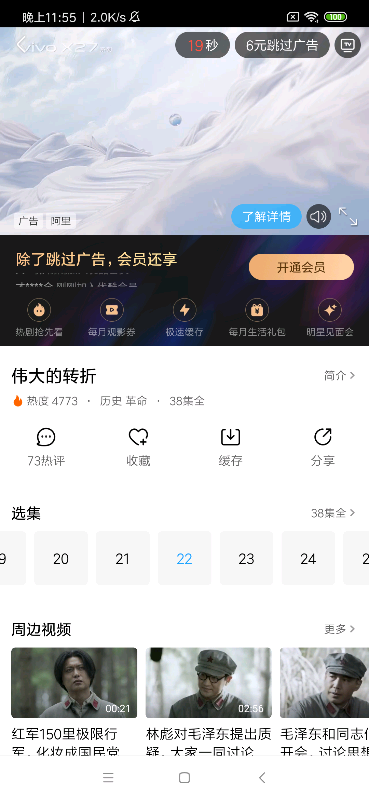 晚上11:55 | 2.0K/s
100
vivo X27
19秒
6元跳过广告
TV
广告 阿里
了解详情
除了跳过广告，会员还享
开通会员
热剧抢先看
每月观影券
极速缓存
每月生活礼包
明星见面会
伟大的转折
简介
热度 4773 · 历史 革命 · 38集全
73热评
收藏
缓存
分享
选集
38集全
9
20
21
22
23
24
2
周边视频
更多
00:21
02:56
红军150里极限行
军，化妆成国民党
林彪对毛泽东提出质
疑，大家一同讨论
毛泽东和同志们
开会，讨论思想